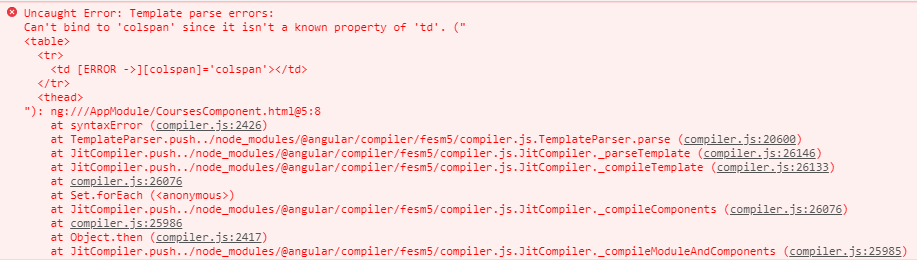 Uncaught Error: Template parse errors:
Can't bind to 'colspan' since it isn't a known property of 'td'. ("
<table>
<tr>
<td [ERROR ->][colspan]='colspan'></td>
</tr>
<thead>
"): ng:///AppModule/CoursesComponent.html@5:8
at syntaxError (compiler.js:2426)
at TemplateParser.push../node_modules/@angular/compiler/fesm5/compiler.js.TemplateParser.parse (compiler.js:20600)
at JitCompiler.push../node_modules/@angular/compiler/fesm5/compiler.js.JitCompiler._parseTemplate (compiler.js:26146)
at JitCompiler.push../node_modules/@angular/compiler/fesm5/compiler.js.JitCompiler._compileTemplate (compiler.js:26133)
at compiler.js:26076
at Set.forEach (<anonymous>)
at JitCompiler.push../node_modules/@angular/compiler/fesm5/compiler.js.JitCompiler._compileComponents (compiler.js:26076)
at compiler.js:25986
at Object.then (compiler.js:2417)
at JitCompiler.push../node_modules/@angular/compiler/fesm5/compiler.js.JitCompiler._compileModuleAndComponents (compiler.js:25985)